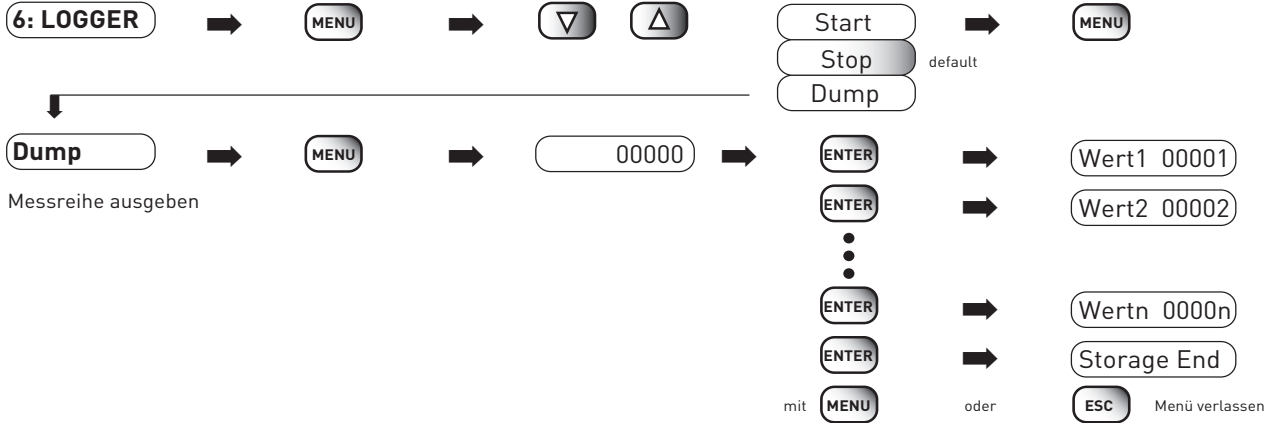 6: LOGGER MENU Start MENU
Stop default
Dump
Dump MENU 00000 ENTER Wert1 00001
Messreihe ausgeben
ENTER Wert2 00002
ENTER Wertn 0000n
ENTER Storage End
mit MENU oder ESC Menü verlassen